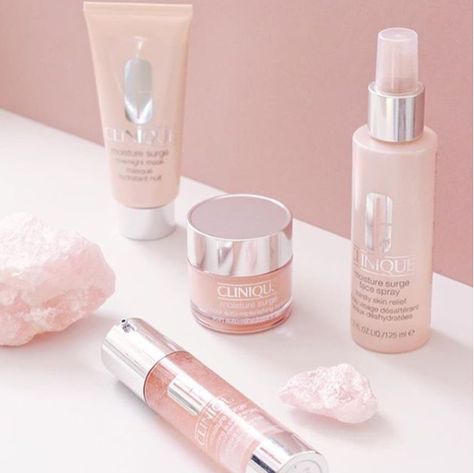 CLINIQUE
moisture surge
overnight mask
masque
hydratant nuit
CLINIQUE
moisture surge
CLINIQUE
moisture surge
face spray
thirsty skin relief
désaltérant
peaux déshydratées
FL.OZ LIQ / 125 ml e
CLINIQUE